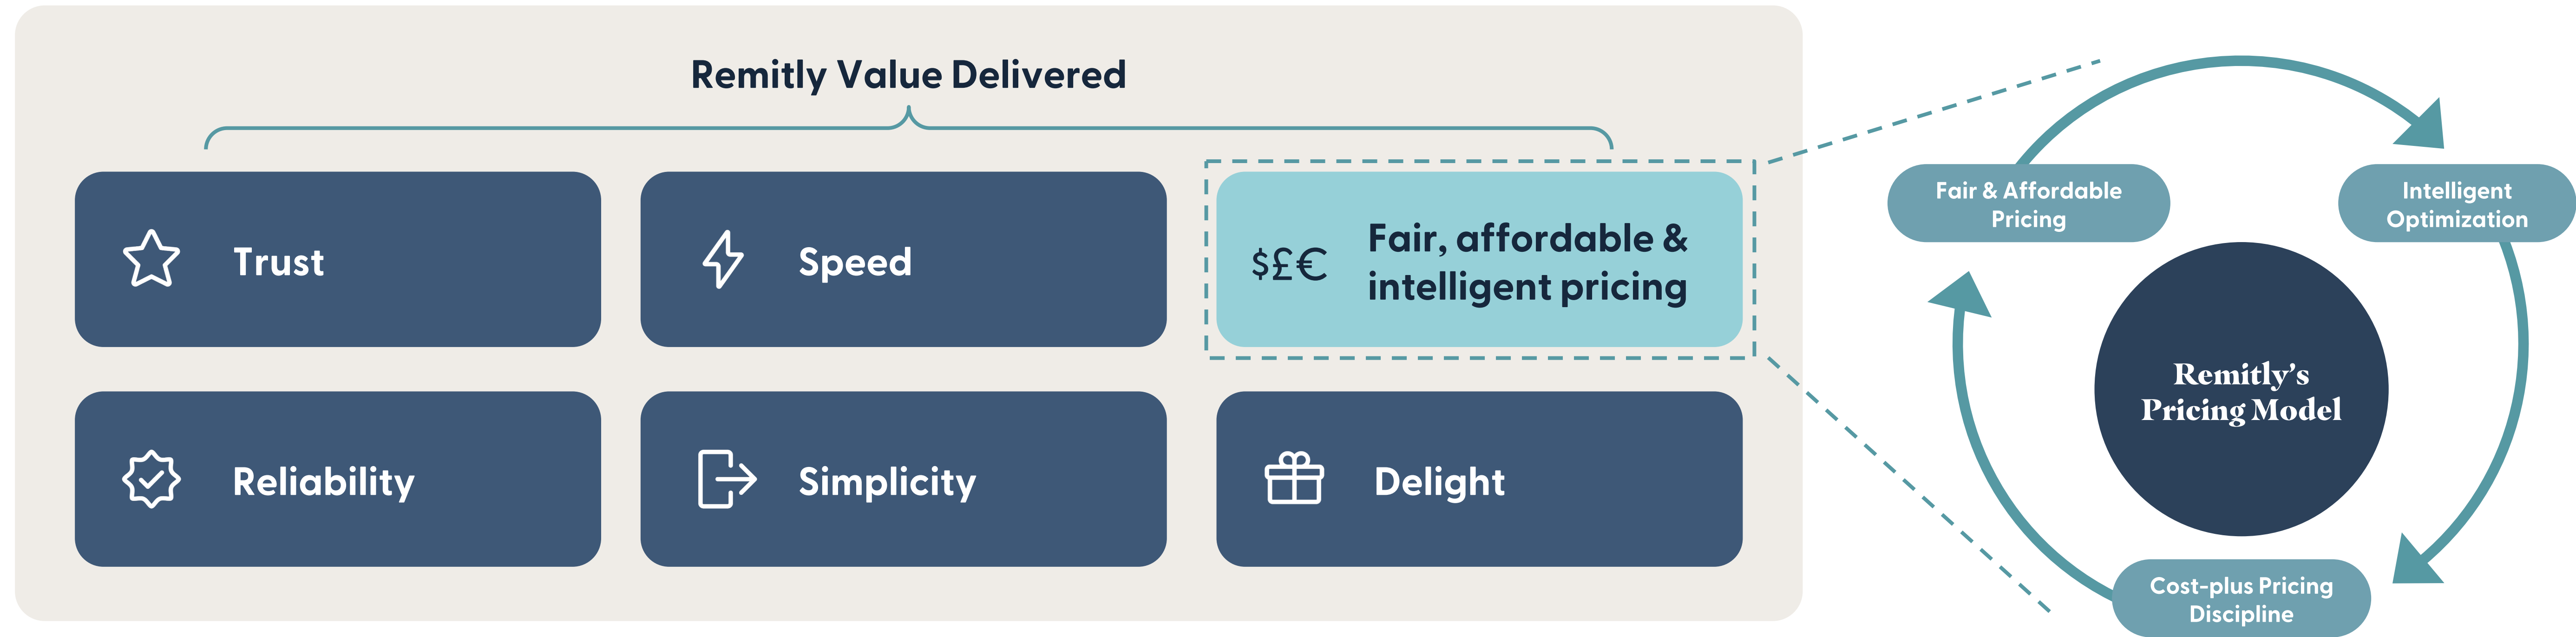 Remitly Value Delivered
Trust
Speed
$£€
Fair, affordable &
intelligent pricing
Reliability
Simplicity
Delight
Fair & Affordable
Pricing
Intelligent
Optimization
Remitly’s
Pricing Model
Cost-plus Pricing
Discipline